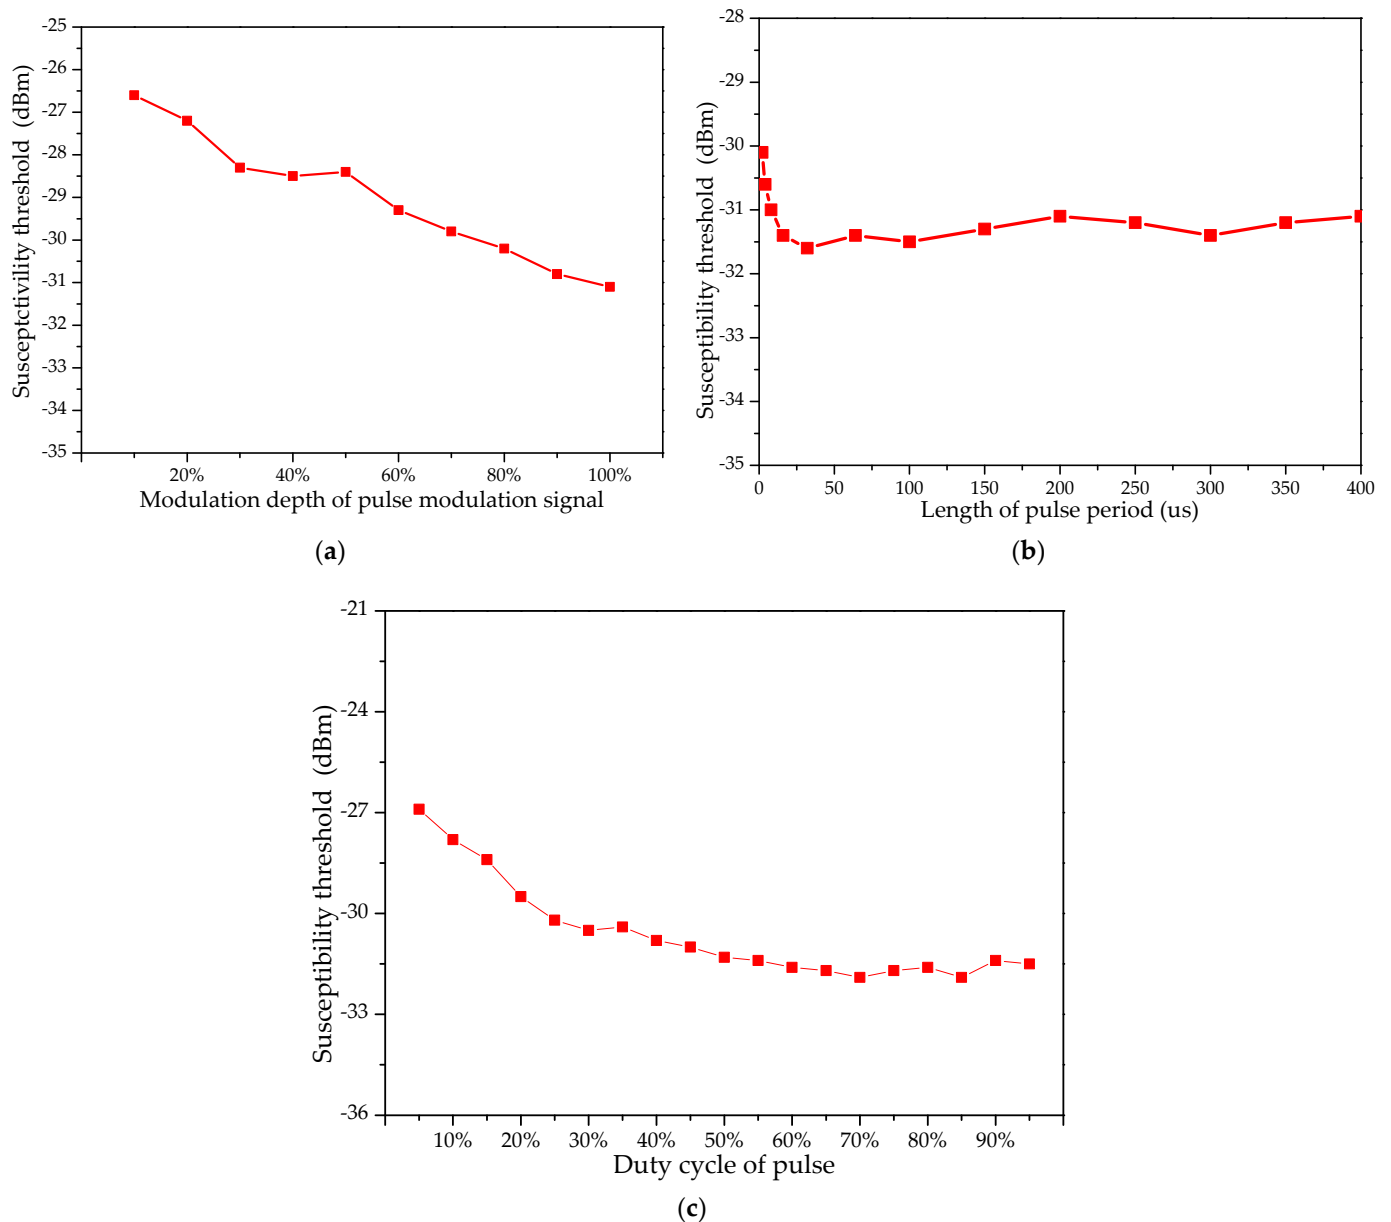 -25
-26
-27
-28
-29
-30
-31
-32
-33
-34
-35
Susceptctivility threshold (dBm)
20% 40% 60% 80% 100%
Modulation depth of pulse modulation signal
(a)
-28
-29
-30
-31
-32
-33
-34
-35
Susceptibility threshold (dBm)
0 50 100 150 200 250 300 350 400
Length of pulse period (us)
(b)
-21
-24
-27
-30
-33
-36
Susceptibility threshold (dBm)
10% 20% 30% 40% 50% 60% 70% 80% 90%
Duty cycle of pulse
(c)